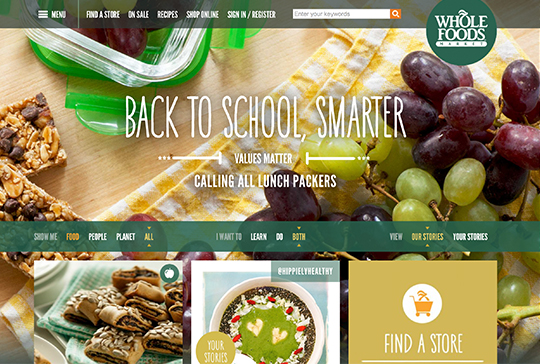 MENU FIND A STORE ON SALE RECIPES SHOP ONLINE SIGN IN / REGISTER Enter your keywords
WHOLE
FOODS
MARKET
BACK TO SCHOOL, SMARTER
VALUES MATTER
CALLING ALL LUNCH PACKERS
SHOW ME FOOD PEOPLE PLANET ALL I WANT TO LEARN DO BOTH VIEW OUR STORIES YOUR STORIES
@HIPPIELYHEALTHY
YOUR
STORIES
FIND A STORE